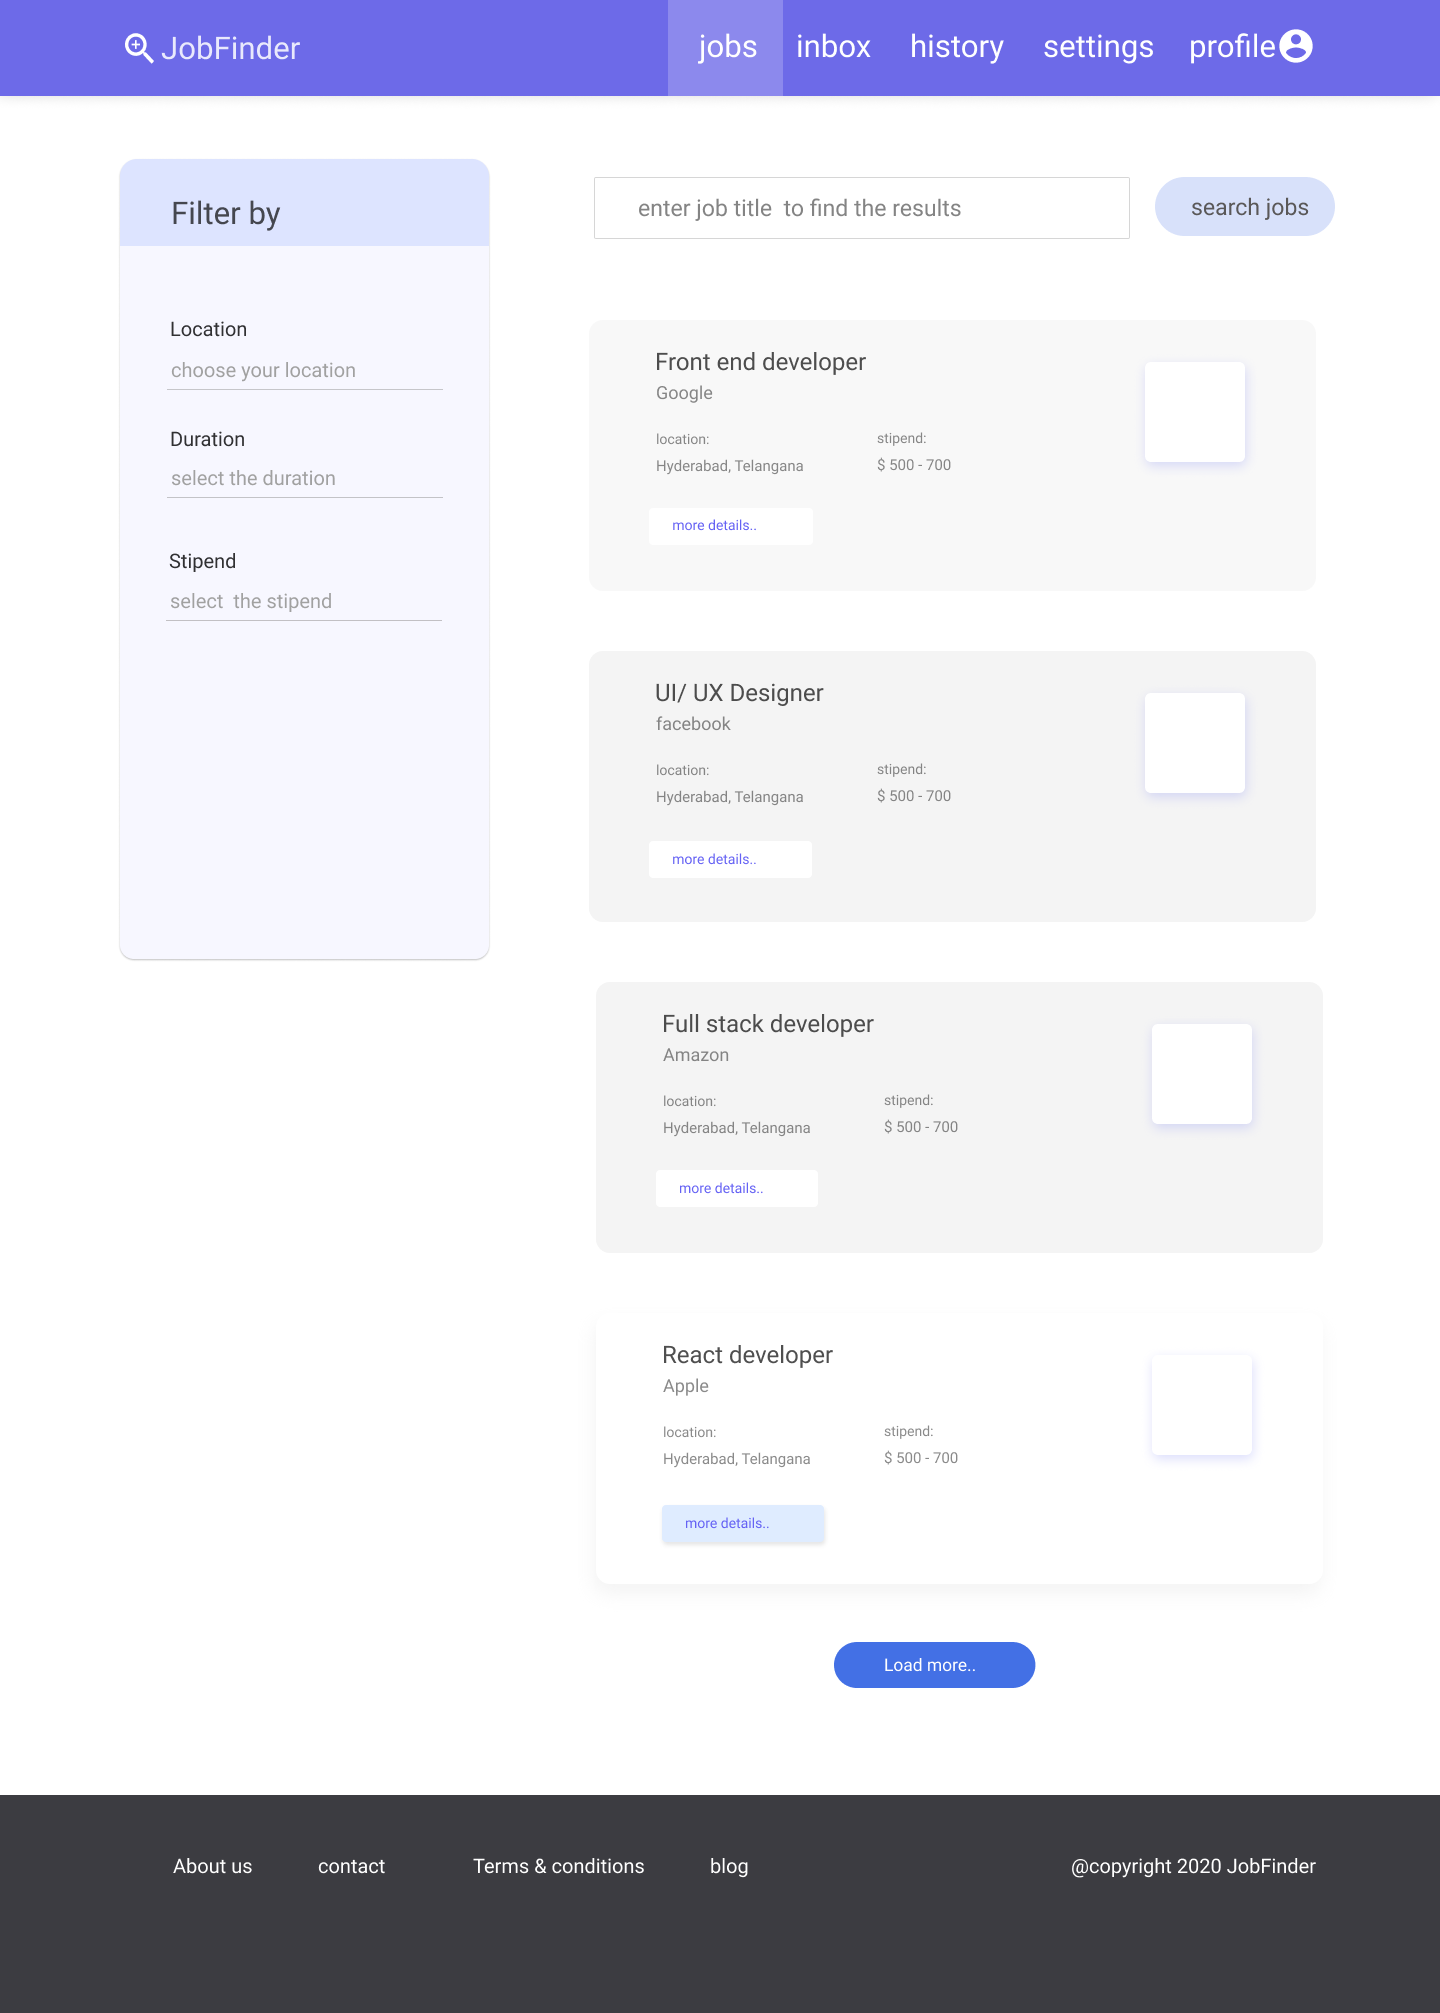 JobFinder
jobs
inbox
history
settings
profile
Filter by
Location
choose your location
Duration
select the duration
Stipend
select  the stipend
enter job title  to find the results
search jobs
Front end developer
Google
location:
stipend:
Hyderabad, Telangana
$ 500 - 700
more details..
UI/ UX Designer
facebook
location:
stipend:
Hyderabad, Telangana
$ 500 - 700
more details..
Full stack developer
Amazon
location:
stipend:
Hyderabad, Telangana
$ 500 - 700
more details..
React developer
Apple
location:
stipend:
Hyderabad, Telangana
$ 500 - 700
more details..
Load more..
About us
contact
Terms & conditions
blog
@copyright 2020 JobFinder